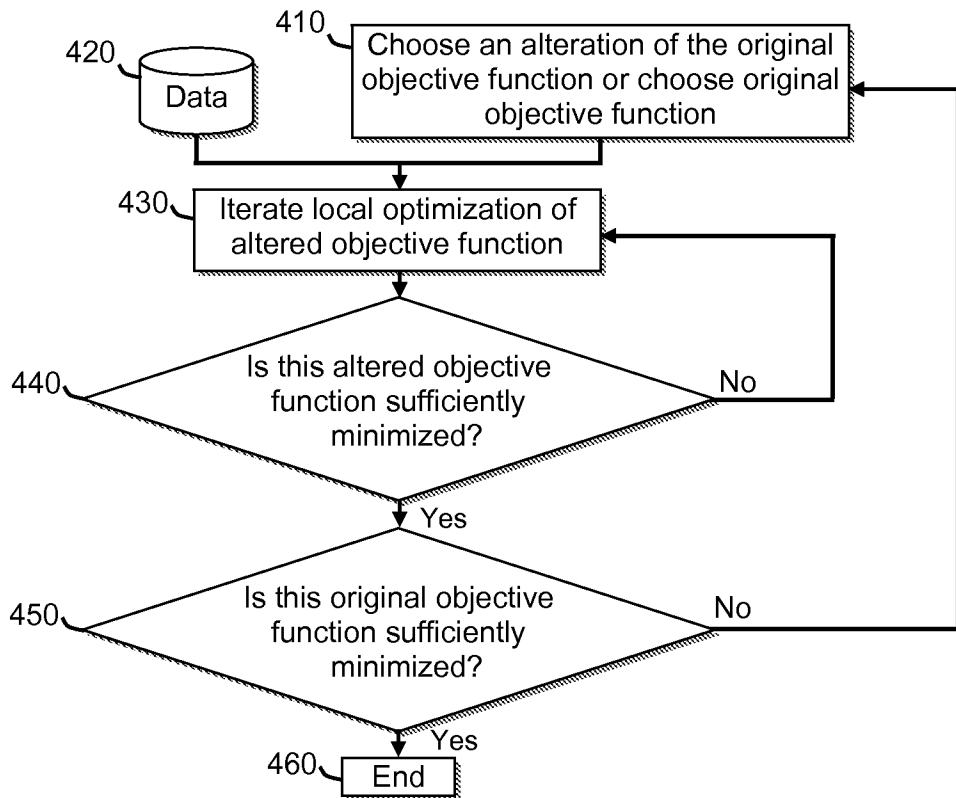 410
Choose an alteration of the original
objective function or choose original
objective function
420
Data
430
Iterate local optimization of
altered objective function
440
Is this altered objective
function sufficiently
minimized?
No
Yes
450
Is this original objective
function sufficiently
minimized?
No
Yes
460
End